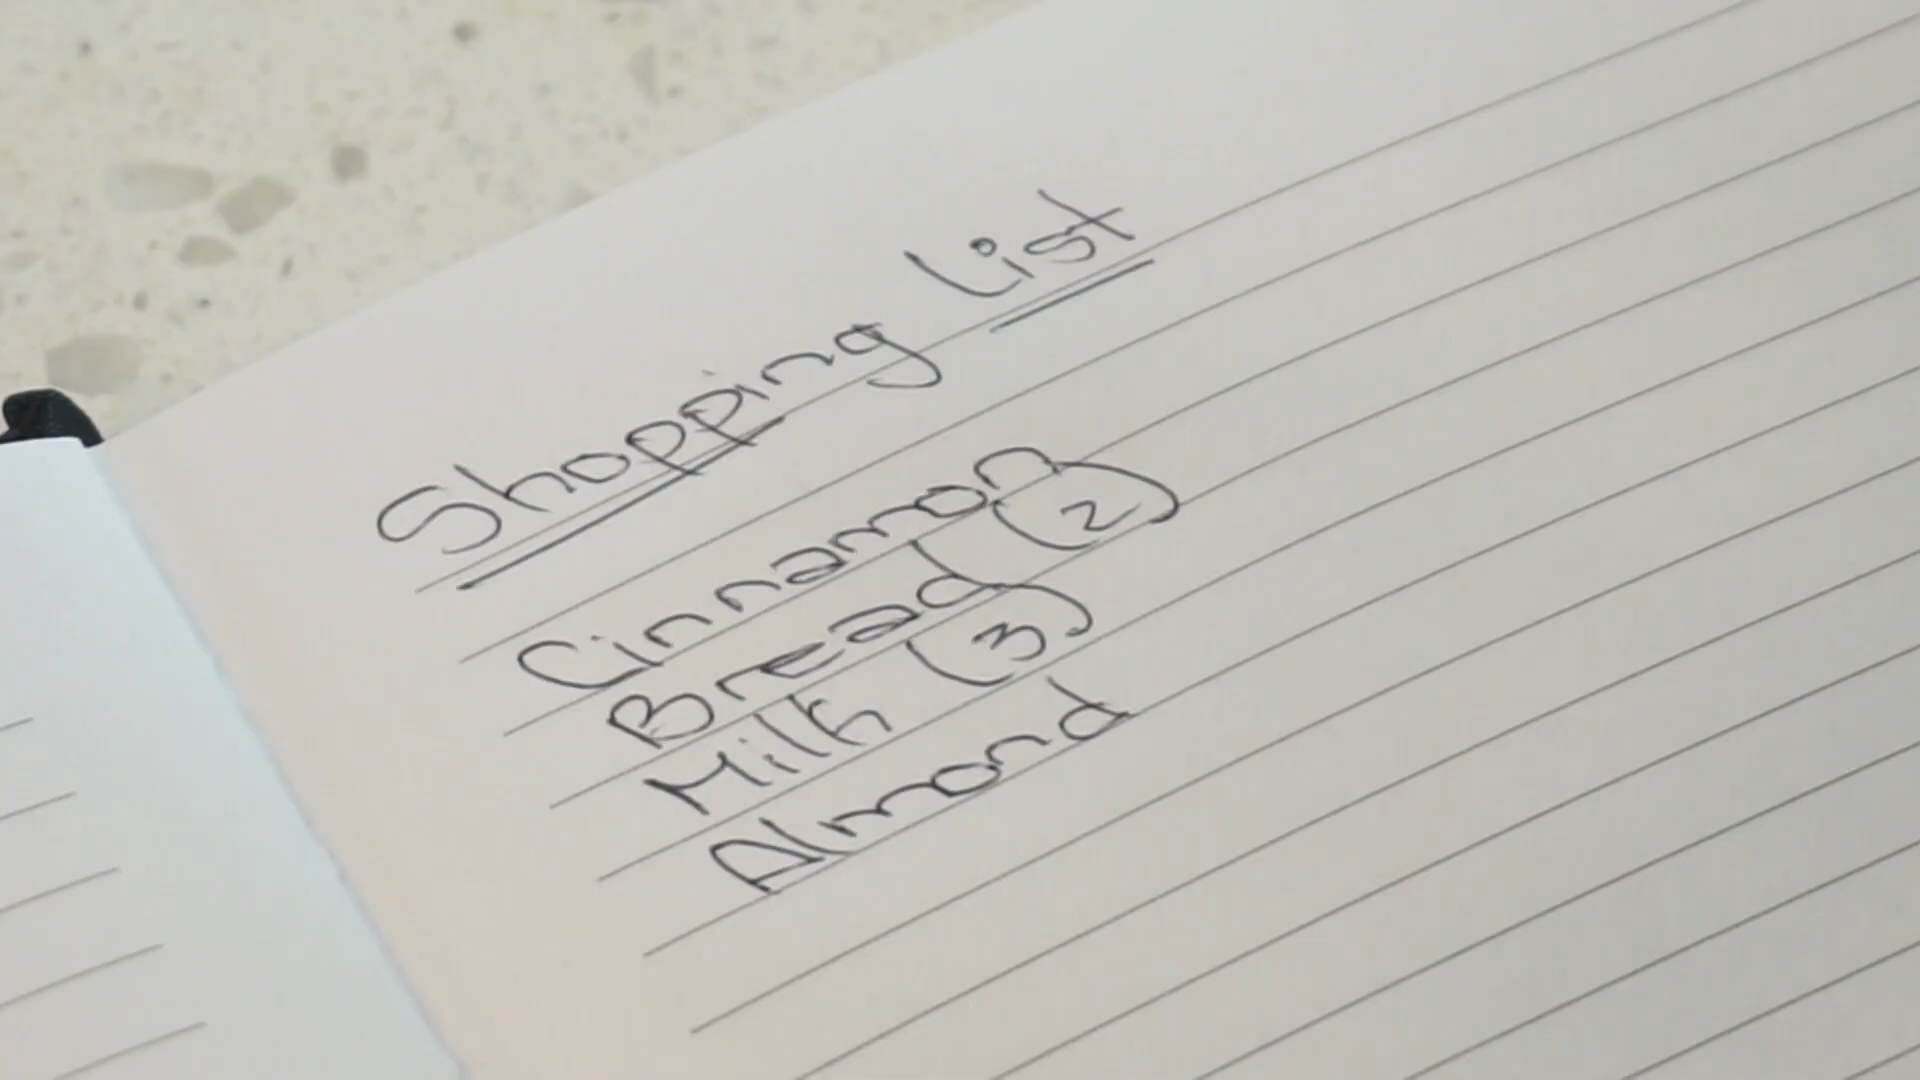 Shopping List
Cinnamon
Bread (2)
Milk (3)
Almond